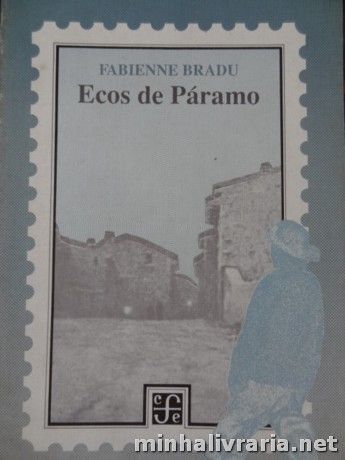 FABIENNE BRADU
Ecos de Páramo
c f e
minhalivraria.net